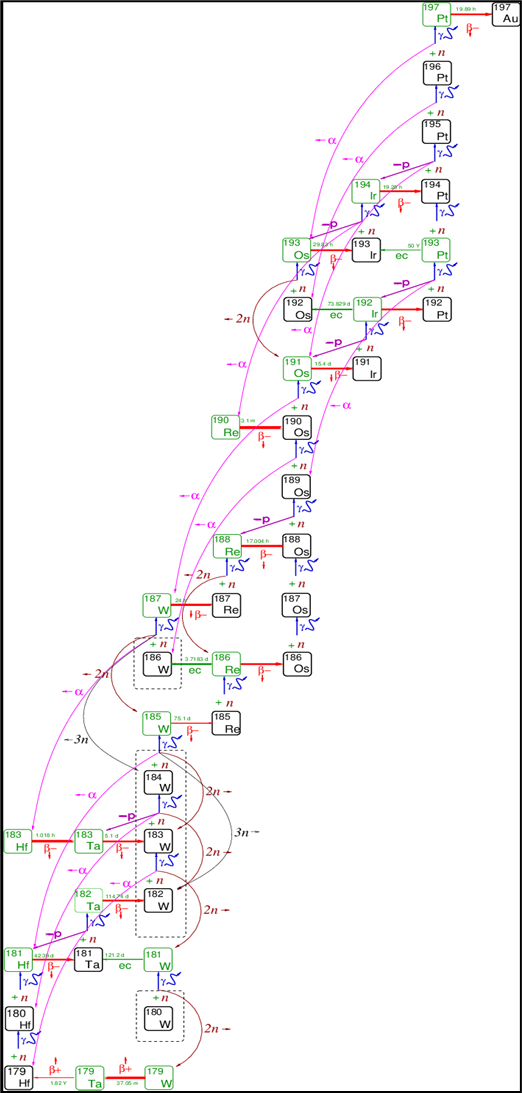 197 Pt 19.89 h 197 Au
β−
γ
+ n
196 Pt
γ
← α
+ n
195 Pt
← α
γ
−p + n
194 Ir 19.28 h 194 Pt
β−
γ γ
−p + n + n
193 Os 29.83 h 193 Ir 50 Y 193 Pt
β− ec
γ γ
← α
+ n + n
−p
192 Os 73.829 d 192 Ir 192 Pt
ec β−
← 2n
← α
γ γ
−p + n
+ n
191 Os 15.4 d 191 Ir
← α β−
γ
← α
+ n
190 Re 3.1 m 190 Os
β−
γ
+ n
189 Os
← α
γ
−p + n
← α
188 Re 17.004 h 188 Os
β−
γ γ
← 2n
+ n + n
187 W 187 Re 187 Os
β−
γ γ
+ n + n
186 W 3.7183 d 186 Re 186 Os
ec β−
← 2n
γ
← α
+ n
185 W 75.1 d 185 Re
β−
← 3n
γ
+ n
184 W
2n →
← α
γ
−p + n
183 Hf 1.018 h 183 Ta 5.1 d 183 W
β− β− 3n →
γ
2n →
← α ← α + n
182 Ta 114.74 d 182 W
β−
γ
2n →
−p + n + n
181 Hf 42.39 d 181 Ta 121.2 d 181 W
β− ec
γ γ
+ n + n
180 Hf 180 W
γ
2n →
+ n
β+ β+
179 Hf 1.82 Y 179 Ta 37.05 m 179 W